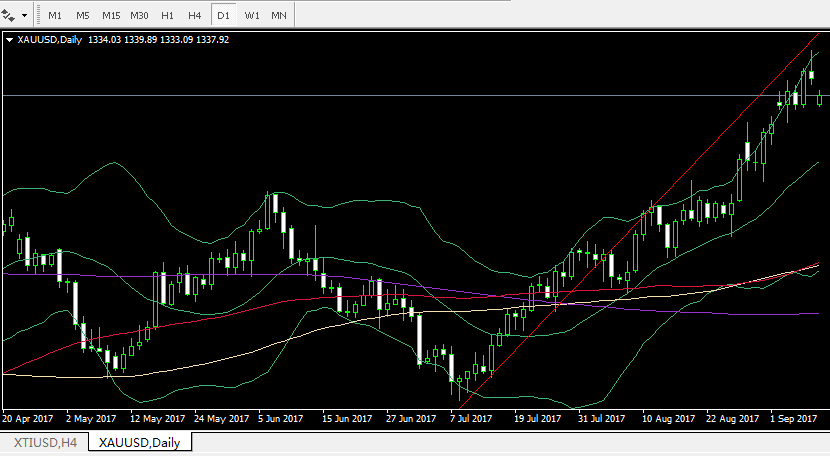 M1 M5 M15 M30 H1 H4 D1 W1 MN
XAUUSD,Daily 1334.03 1339.89 1333.09 1337.92
20 Apr 2017 2 May 2017 12 May 2017 24 May 2017 5 Jun 2017 15 Jun 2017 27 Jun 2017 7 Jul 2017 19 Jul 2017 31 Jul 2017 10 Aug 2017 22 Aug 2017 1 Sep 2017
XTIUSD,H4 XAUUSD,Daily